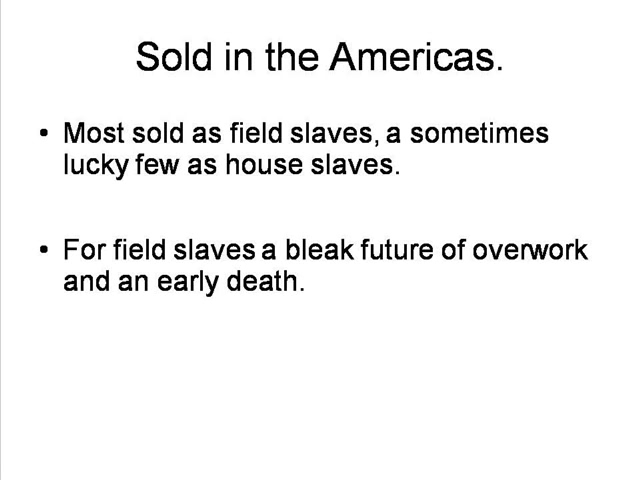 Sold in the Americas.
• Most sold as field slaves, a sometimes
lucky few as house slaves.
• For field slaves a bleak future of overwork
and an early death.